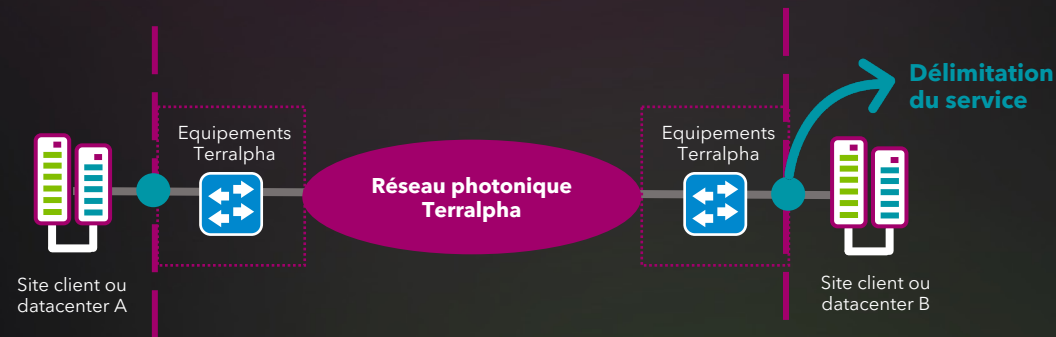 Délimitation
du service
Equipements
Terralpha
Equipements
Terralpha
Réseau photonique
Terralpha
Site client ou
datacenter A
Site client ou
datacenter B